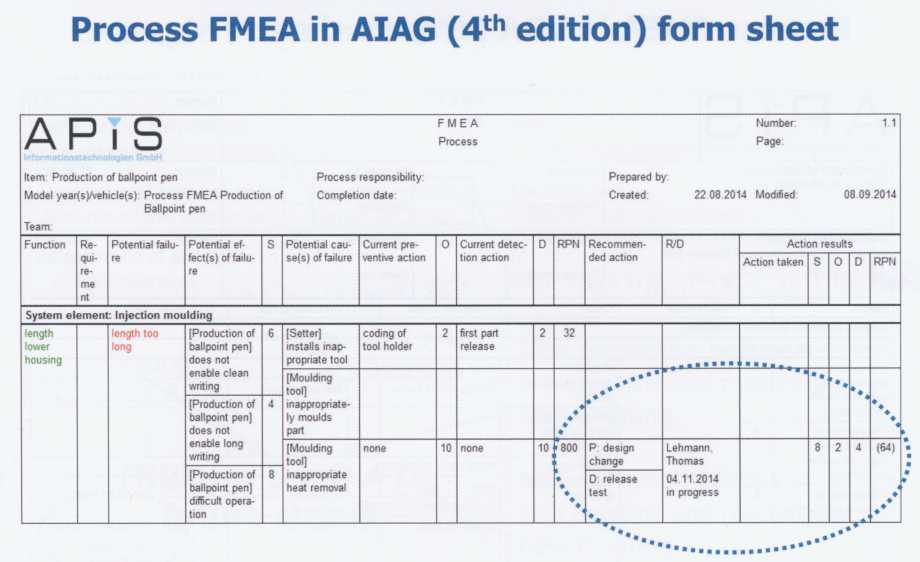 Process FMEA in AIAG (4th edition) form sheet
APiS
Informationstechnologien GmbH
FMEA
Process
Number: 1.1
Page:
Item: Production of ballpoint pen
Process responsibility:
Prepared by:
Model year(s)/vehicle(s): Process FMEA Production of
Ballpoint pen
Completion date:
Created: 22.08.2014 Modified: 08.09.2014
Team:
Function
Re-
qui-
re-
me
nt
Potential failu-
re
Potential ef-
fect(s) of failu-
re
S
Potential cau-
se(s) of failure
Current pre-
ventive action
O
Current detec-
tion action
D
RPN
Recommen-
ded action
R/D
Action results
Action taken S O D RPN
System element: Injection moulding
length
lower
housing
length too
long
[Production of
ballpoint pen]
does not
enable clean
writing
6
[Setter]
installs inap-
propriate tool
coding of
tool holder
2
first part
release
2
32
[Moulding
tool]
inappropriate-
ly moulds
part
[Production of
ballpoint pen]
does not
enable long
writing
4
[Moulding
tool]
inappropriate
heat removal
none
10
none
10
800
P: design
change
D: release
test
Lehmann,
Thomas
04.11.2014
in progress
8 2 4 (64)
[Production of
ballpoint pen]
difficult opera-
tion
8